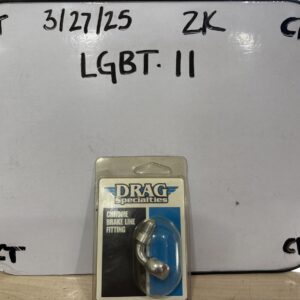 3/27/25 ZK
LGBT. 11
DRAG
Specialties
CHROME
BRAKE LINE
FITTING